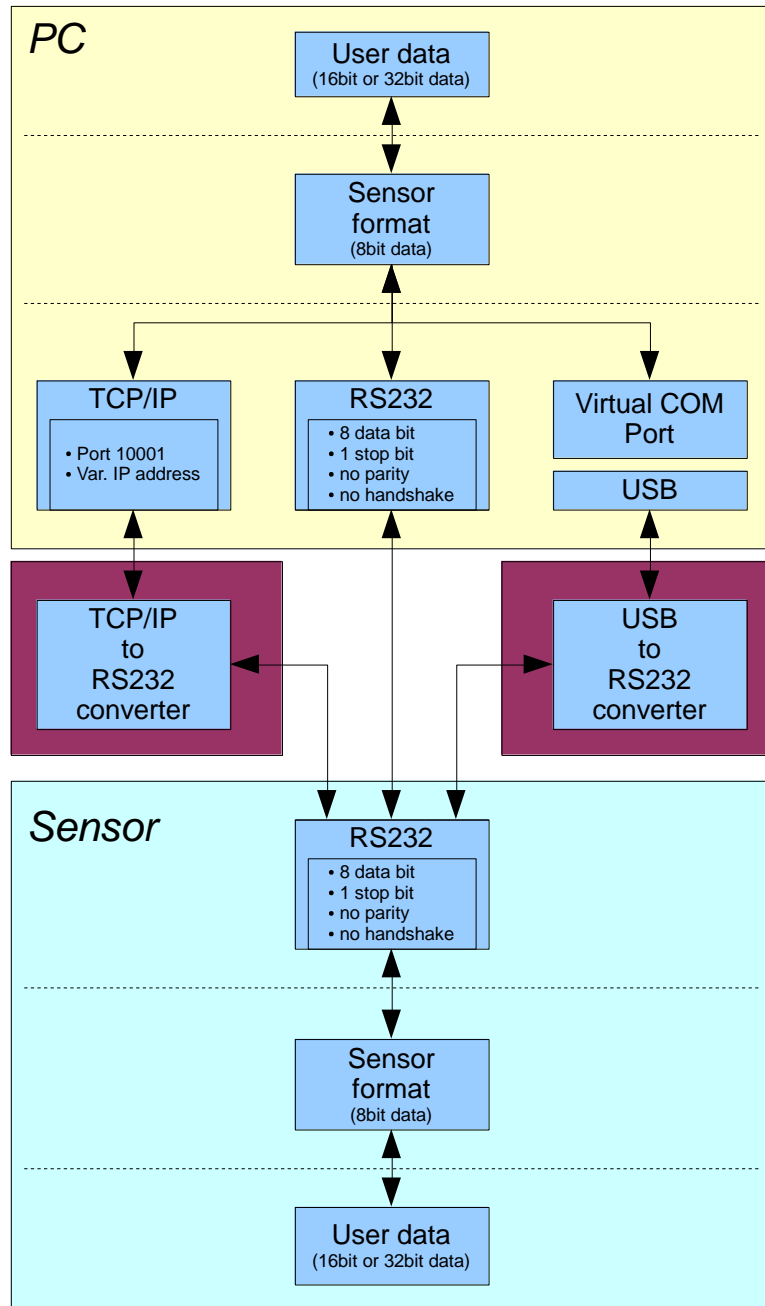 PC
User data
(16bit or 32bit data)
Sensor
format
(8bit data)
TCP/IP
• Port 10001
• Var. IP address
RS232
• 8 data bit
• 1 stop bit
• no parity
• no handshake
Virtual COM
Port
USB
TCP/IP
to
RS232
converter
USB
to
RS232
converter
Sensor
RS232
• 8 data bit
• 1 stop bit
• no parity
• no handshake
Sensor
format
(8bit data)
User data
(16bit or 32bit data)